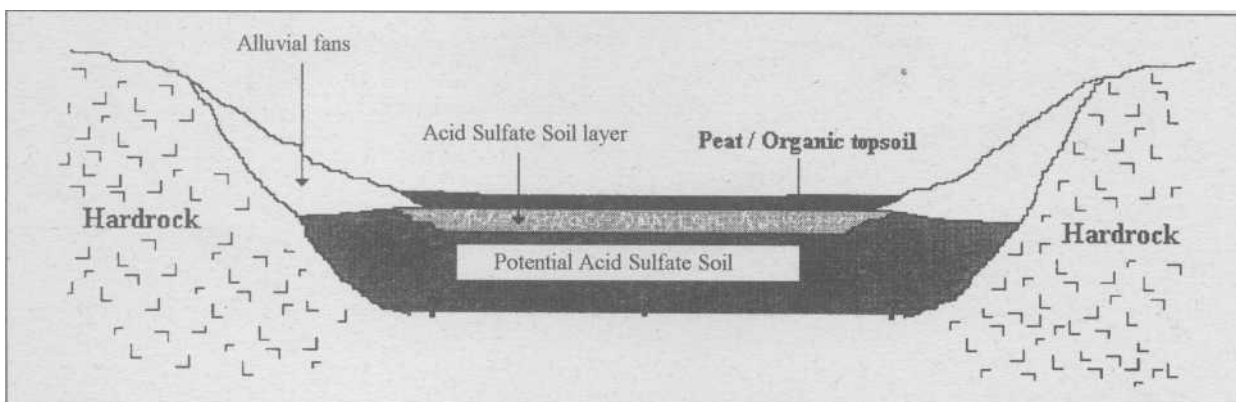 Alluvial fans
Acid Sulfate Soil layer
Peat / Organic topsoil
Hardrock
Hardrock
Potential Acid Sulfate Soil